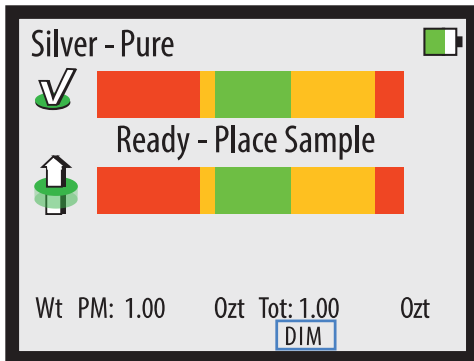 Silver - Pure
Ready - Place Sample
Wt PM: 1.00 Ozt Tot: 1.00 Ozt
DIM